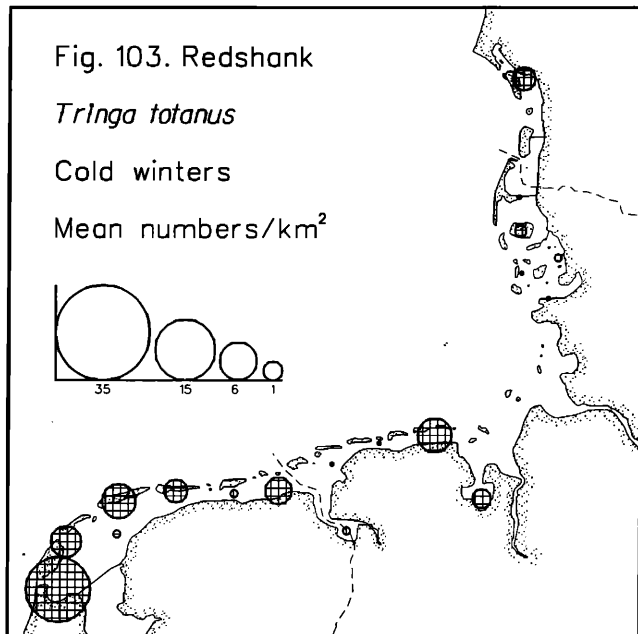 Fig. 103. Redshank
Tringa totanus
Cold winters
Mean numbers/km²
35 15 6 1